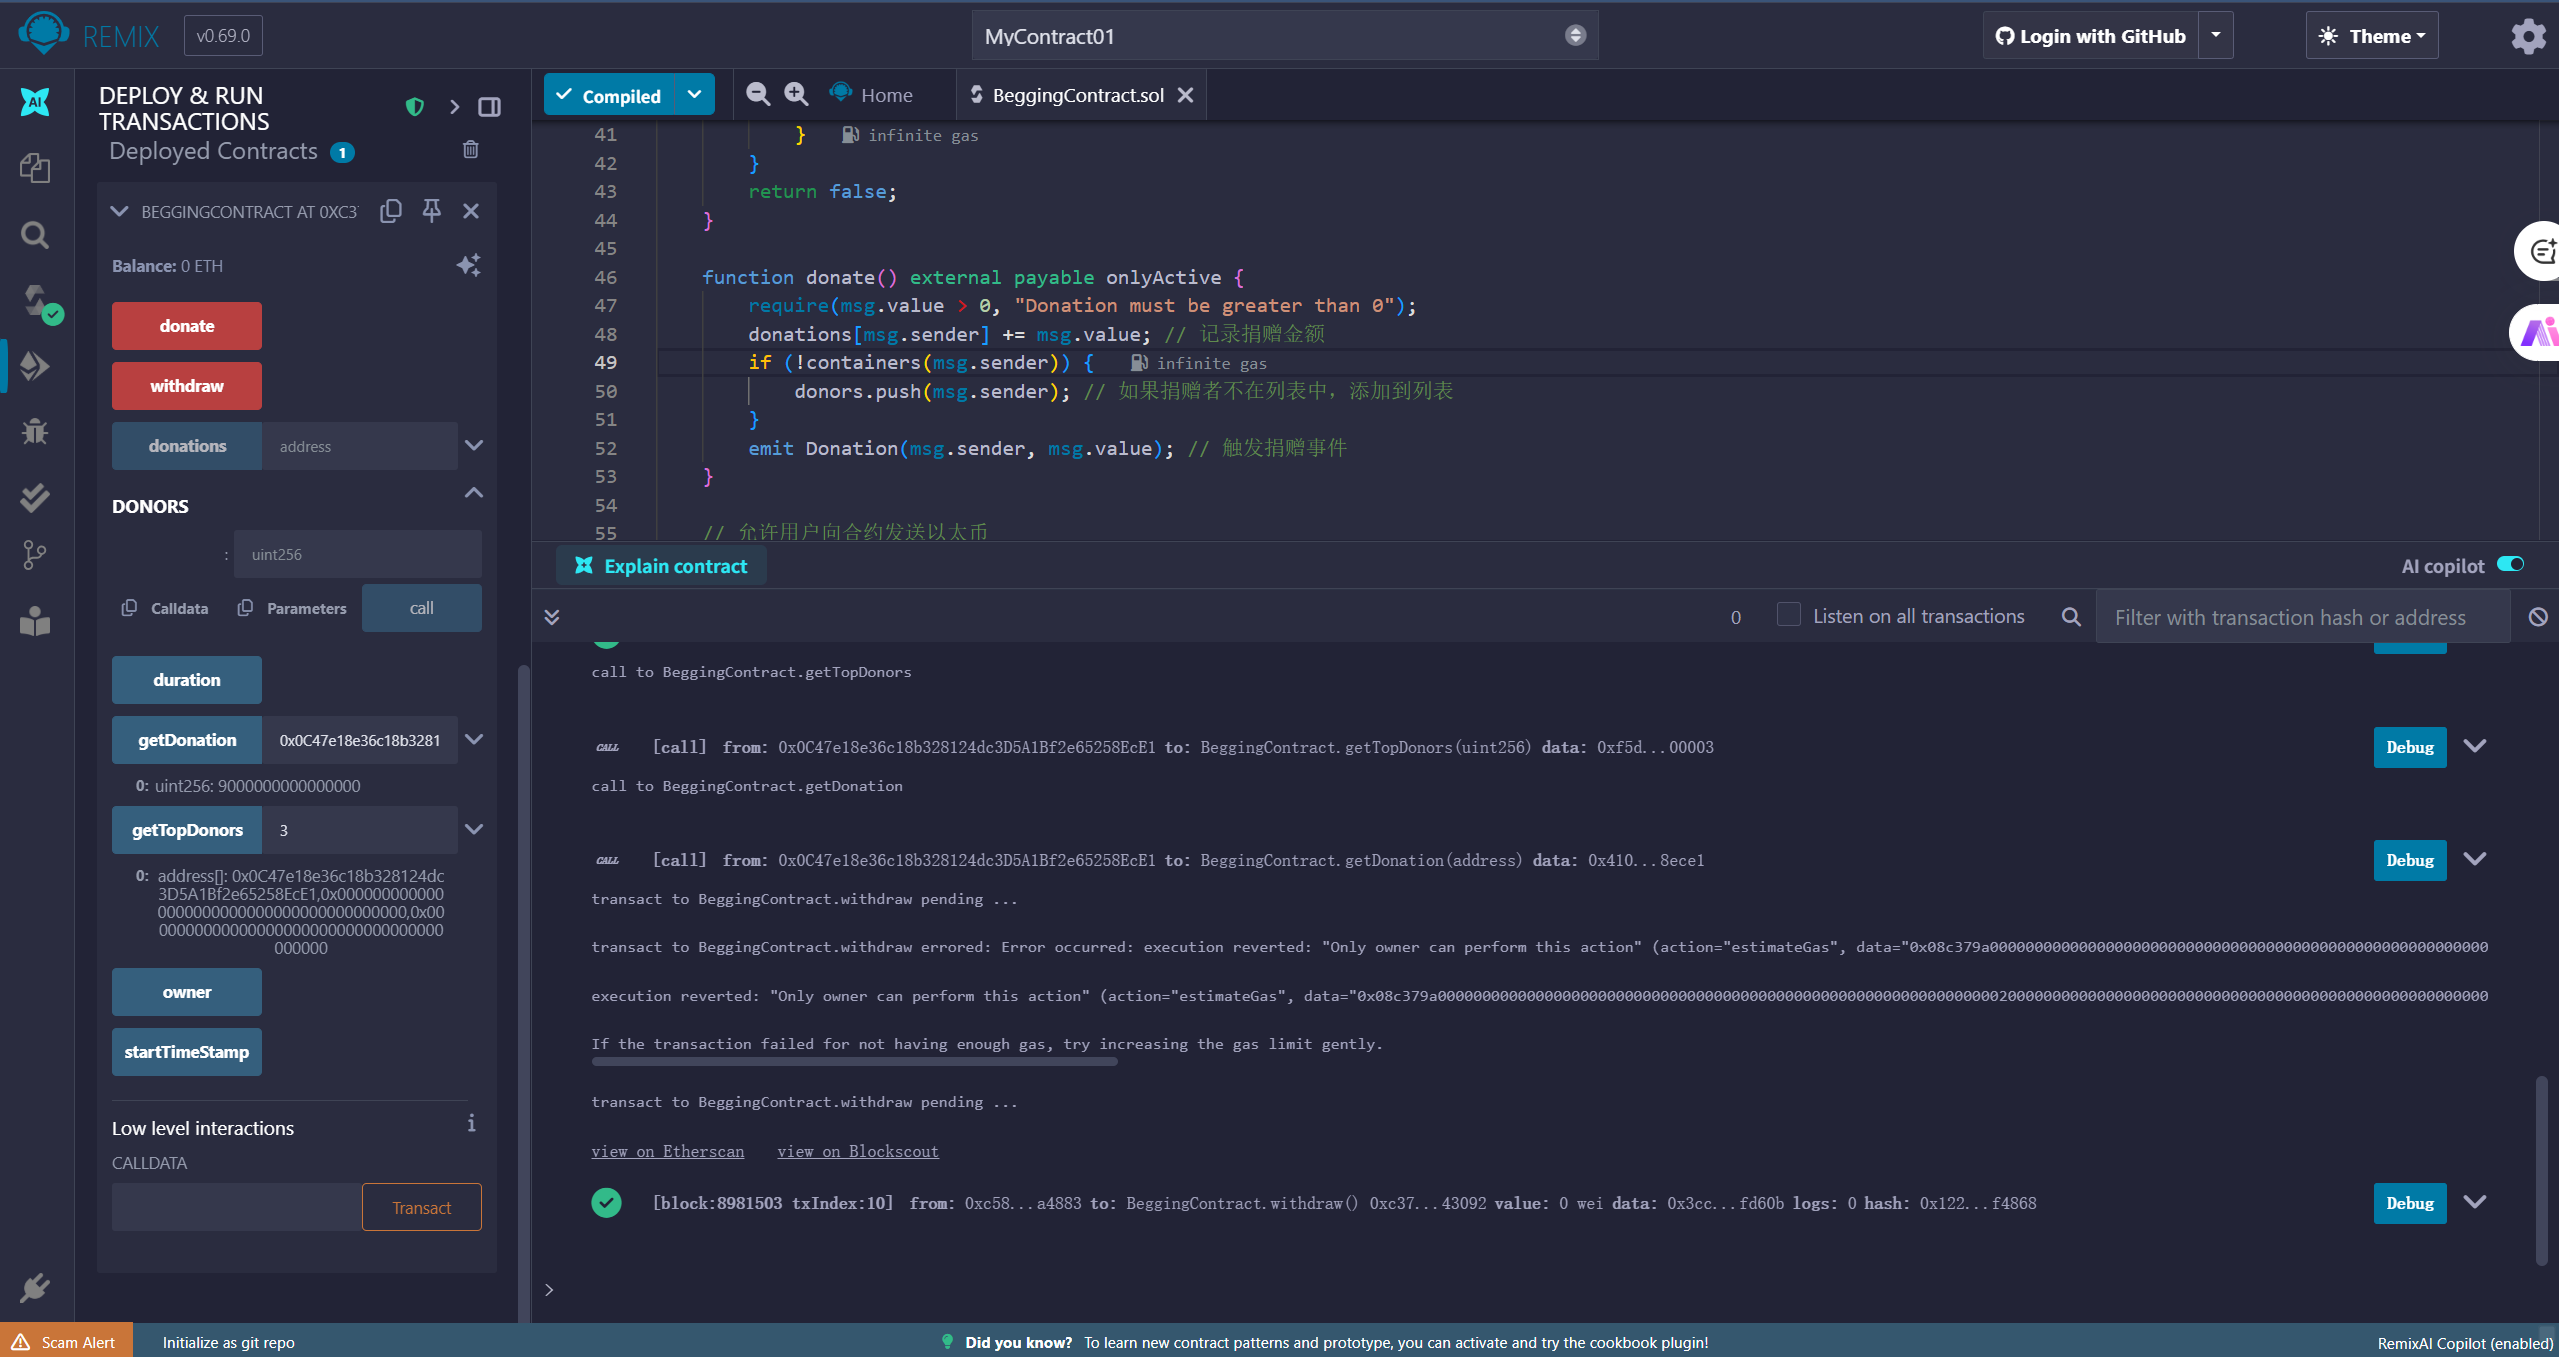 REMIX v0.69.0
MyContract01
Login with GitHub
Theme
AI
DEPLOY & RUN
TRANSACTIONS
Deployed Contracts 1
BEGGINGCONTRACT AT 0XC3
Balance: 0 ETH
donate
withdraw
donations address
DONORS
: uint256
Calldata Parameters call
duration
getDonation 0x0C47e18e36c18b3281
0: uint256: 9000000000000000
getTopDonors 3
0: address[]: 0x0C47e18e36c18b328124dc
3D5A1Bf2e65258EcE1,0x000000000000
owner
startTimeStamp
Low level interactions
i
CALLDATA
Transact
Compiled
Home
BeggingContract.sol
41 } infinite gas
42 }
43 return false;
44 }
45
46 function donate() external payable onlyActive {
47 require(msg.value > 0, "Donation must be greater than 0");
48 donations[msg.sender] += msg.value; // 记录捐赠金额
49 if (!containers(msg.sender)) { infinite gas
50 donors.push(msg.sender); // 如果捐赠者不在列表中，添加到列表
51 }
52 emit Donation(msg.sender, msg.value); // 触发捐赠事件
53 }
54
55 // 允许用户向合约发送以太币
Explain contract
AI copilot
0 Listen on all transactions Filter with transaction hash or address
call to BeggingContract.getTopDonors
CALL [call] from: 0x0C47e18e36c18b328124dc3D5A1Bf2e65258EcE1 to: BeggingContract.getTopDonors(uint256) data: 0xf5d...00003 Debug
call to BeggingContract.getDonation
CALL [call] from: 0x0C47e18e36c18b328124dc3D5A1Bf2e65258EcE1 to: BeggingContract.getDonation(address) data: 0x410...8ece1 Debug
transact to BeggingContract.withdraw pending ...
transact to BeggingContract.withdraw errored: Error occurred: execution reverted: "Only owner can perform this action" (action="estimateGas",
execution reverted: "Only owner can perform this action" (action="estimateGas",
If the transaction failed for not having enough gas, try increasing the gas limit gently.
transact to BeggingContract.withdraw pending ...
view on Etherscan view on Blockscout
[block:8981503 txIndex:10] from: 0xc58...a4883 to: BeggingContract.withdraw() 0xc37...43092 value: 0 wei data: 0x3cc...fd60b logs: 0 hash: 0x122...f4868 Debug
>
Scam Alert Initialize as git repo Did you know? To learn new contract patterns and prototype, you can activate and try the cookbook plugin! RemixAI Copilot (enabled)